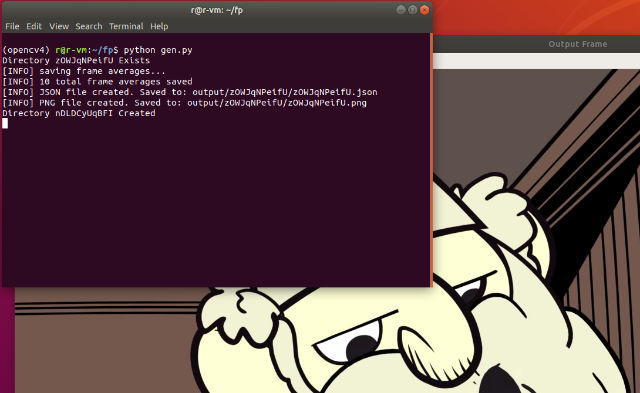 r@r-vm: ~/fp
File Edit View Search Terminal Help
Output Frame
(opencv4) r@r-vm:~/fp$ python gen.py
Directory zOWJqNPeifU Exists
[INFO] saving frame averages...
[INFO] 10 total frame averages saved
[INFO] JSON file created. Saved to: output/zOWJqNPeifU/zOWJqNPeifU.json
[INFO] PNG file created. Saved to: output/zOWJqNPeifU/zOWJqNPeifU.png
Directory nDLDCyUqBFI Created